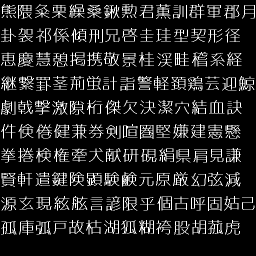 熊隈粂栗繰桑鍬勲君薫訓群軍郡月
卦袈祁係傾刑兄啓圭珪型契形径
恵慶慧憩掲携敬景桂渓畦稽系経
継繋罫茎荊蛍計詣警軽頚鶏芸迎鯨
劇戟撃激隙桁傑欠決潔穴結血訣
件倹倦健兼券剣喧圏堅嫌建憲懸
拳捲検権牽犬献研硯絹県肩見謙
賢軒遣鍵険顕験鹸元原厳幻弦減
源玄現絃舷言諺限乎個古呼固姑己
孤庫弧戸故枯湖狐糊袴股胡菰虎